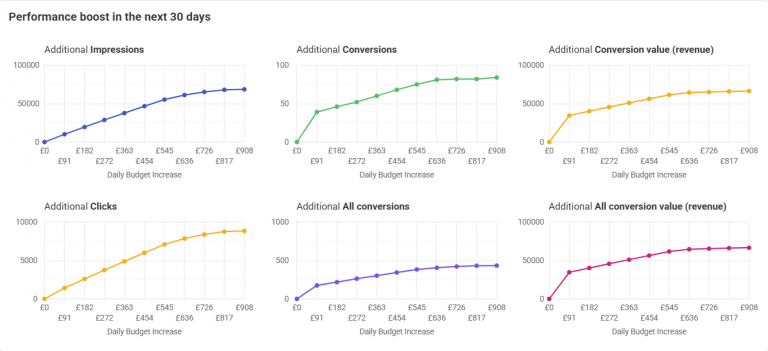 Performance boost in the next 30 days
Additional Impressions
100000
50000
0
£0 £182 £363 £545 £726 £908
£91 £272 £454 £636 £817
Daily Budget Increase
Additional Conversions
100
50
0
£0 £182 £363 £545 £726 £908
£91 £272 £454 £636 £817
Daily Budget Increase
Additional Conversion value (revenue)
100000
50000
0
£0 £182 £363 £545 £726 £908
£91 £272 £454 £636 £817
Daily Budget Increase
Additional Clicks
10000
5000
0
£0 £182 £363 £545 £726 £908
£91 £272 £454 £636 £817
Daily Budget Increase
Additional All conversions
1000
500
0
£0 £182 £363 £545 £726 £908
£91 £272 £454 £636 £817
Daily Budget Increase
Additional All conversion value (revenue)
100000
50000
0
£0 £182 £363 £545 £726 £908
£91 £272 £454 £636 £817
Daily Budget Increase